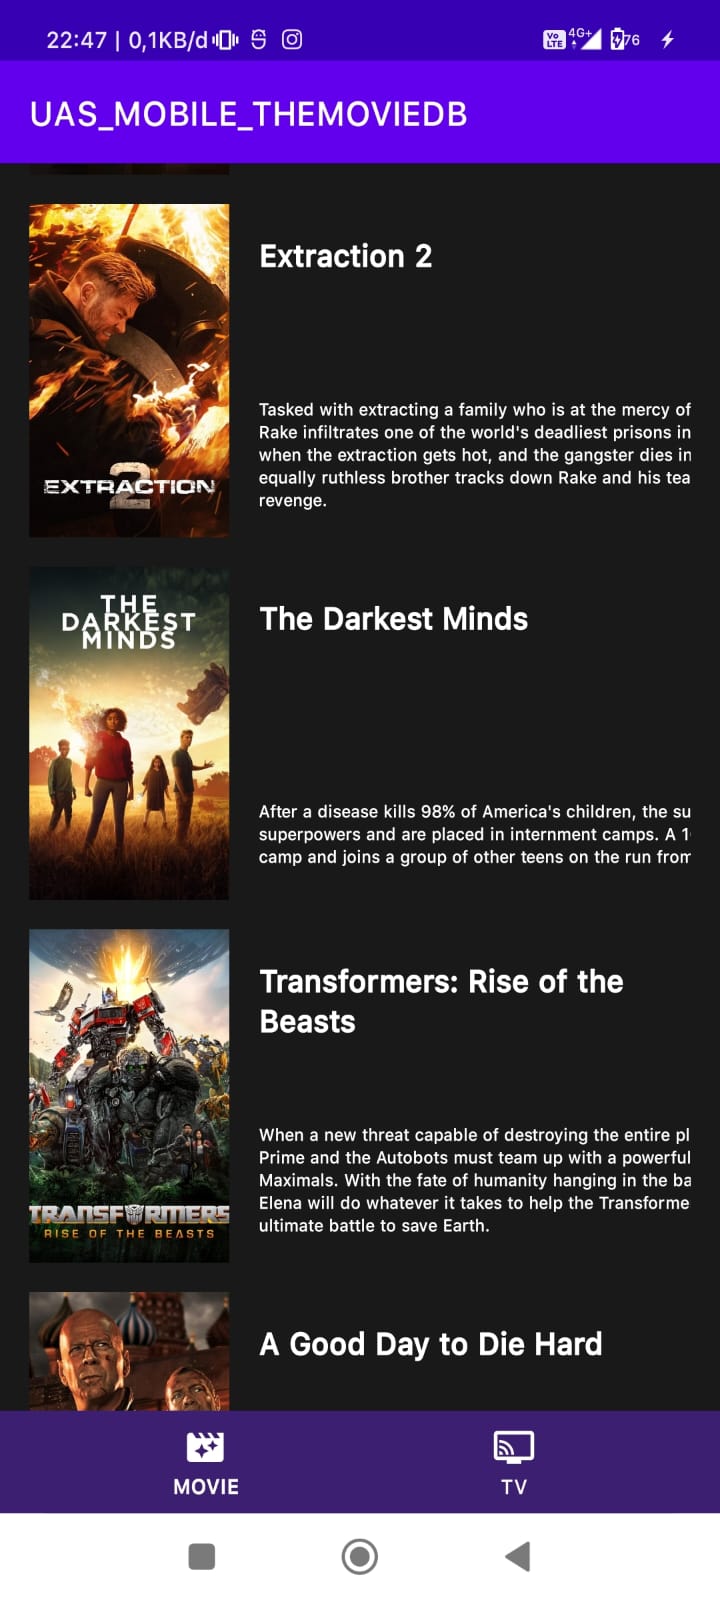 22:47 | 0,1KB/d
Vo LTE 4G+ 76
UAS_MOBILE_THEMOVIEDB
EXTRACTION 2
Extraction 2
Tasked with extracting a family who is at the mercy of
Rake infiltrates one of the world's deadliest prisons in
when the extraction gets hot, and the gangster dies in
equally ruthless brother tracks down Rake and his tea
revenge.
THE
DARKEST
MINDS
The Darkest Minds
After a disease kills 98% of America's children, the su
superpowers and are placed in internment camps. A 1
camp and joins a group of other teens on the run from
TRANSFORMERS
RISE OF THE BEASTS
Transformers: Rise of the
Beasts
When a new threat capable of destroying the entire pl
Prime and the Autobots must team up with a powerful
Maximals. With the fate of humanity hanging in the ba
Elena will do whatever it takes to help the Transforme
ultimate battle to save Earth.
A Good Day to Die Hard
MOVIE
TV